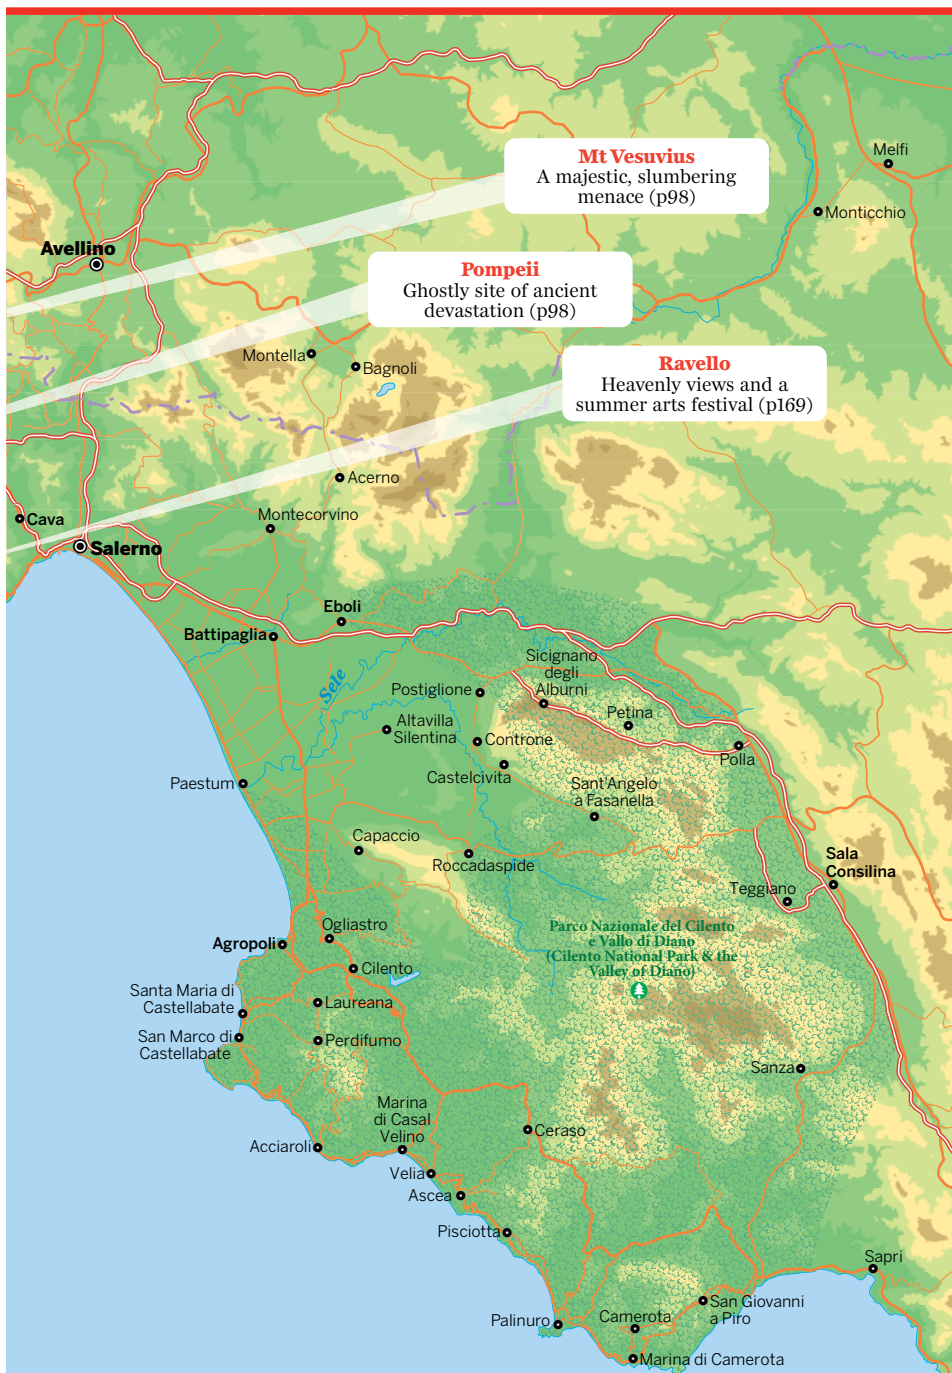 Mt Vesuvius
A majestic, slumbering
menace (p98)
Melfi
Monticchio
Avellino
Pompeii
Ghostly site of ancient
devastation (p98)
Montella
Bagnoli
Ravello
Heavenly views and a
summer arts festival (p169)
Acerno
Cava
Montecorvino
Salerno
Eboli
Battipaglia
Sele
Sicignano
degli
Alburni
Postiglione
Petina
Altavilla
Silentina
Controne
Polla
Castelcivita
Paestum
Sant'Angelo
a Fasanella
Capaccio
Roccadaspide
Sala
Consilina
Teggiano
Ogliastro
Agropoli
Parco Nazionale del Cilento
e Vallo di Diano
(Cilento National Park & the
Valley of Diano)
Cilento
Santa Maria di
Castellabate
Laureana
San Marco di
Castellabate
Perdifumo
Sanza
Marina
di Casal
Velino
Ceraso
Acciaroli
Velia
Ascea
Pisciotta
Sapri
San Giovanni
a Piro
Palinuro
Camerota
Marina di Camerota